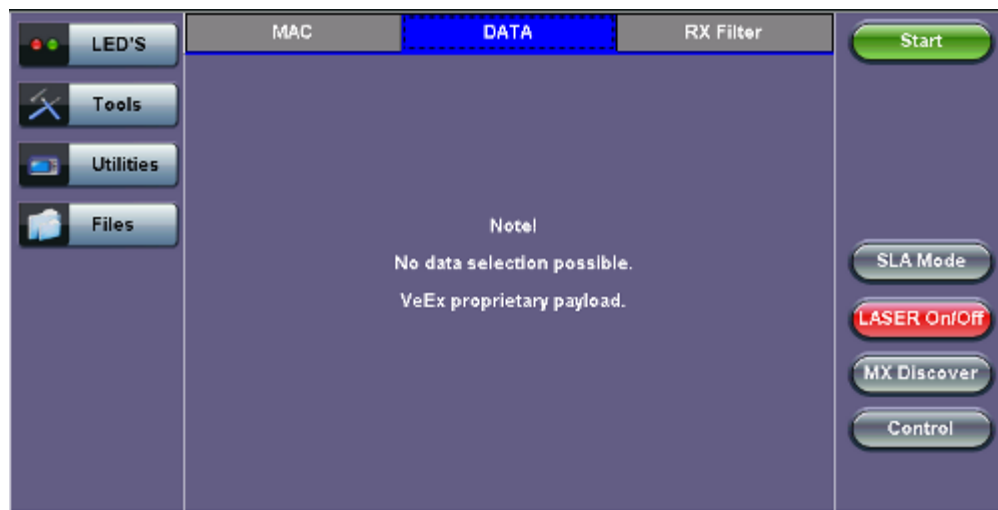 LED'S
Tools
Utilities
Files
MAC DATA RX Filter
Note!
No data selection possible.
VeEx proprietary payload.
Start
SLA Mode
LASER On/Off
MX Discover
Control